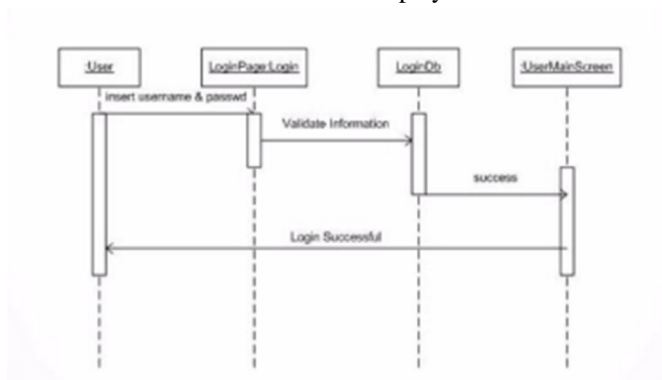 :User
LoginPage:Login
LoginDb
:UserMainScreen
insert username & passwd
Validate Information
success
Login Successful